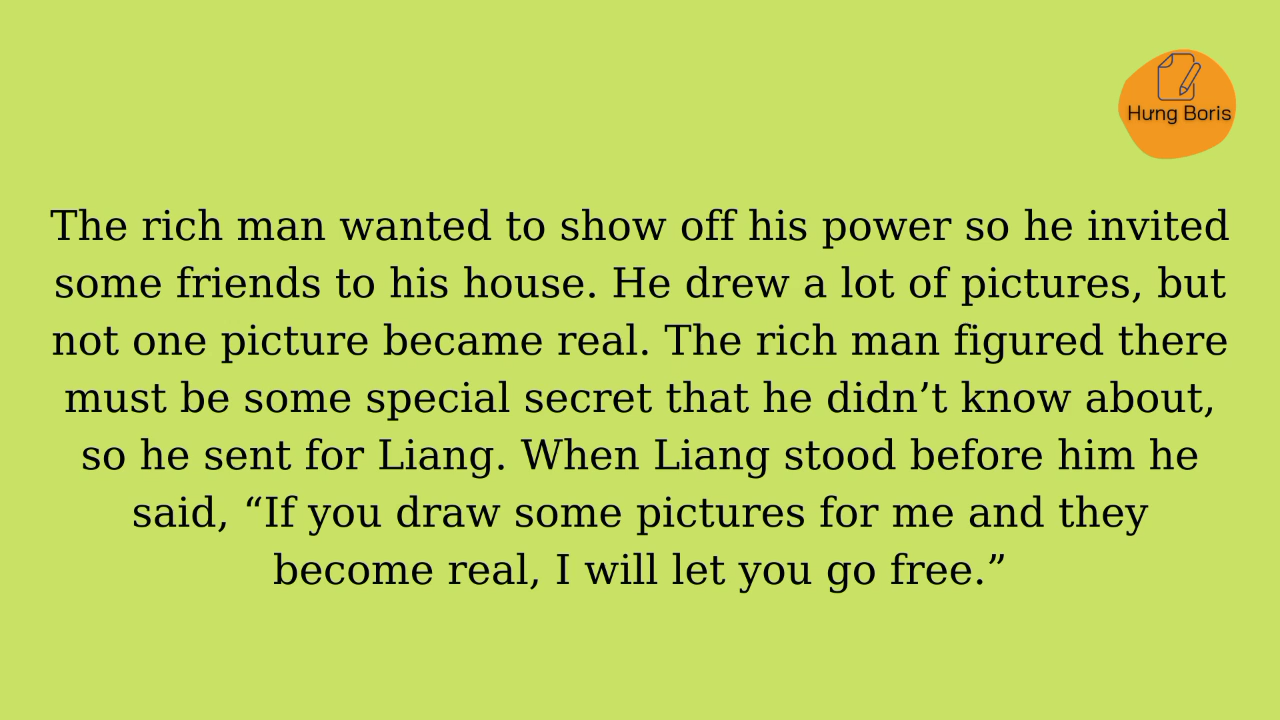 Hưng Boris
The rich man wanted to show off his power so he invited
some friends to his house. He drew a lot of pictures, but
not one picture became real. The rich man figured there
must be some special secret that he didn’t know about,
so he sent for Liang. When Liang stood before him he
said, “If you draw some pictures for me and they
become real, I will let you go free.”